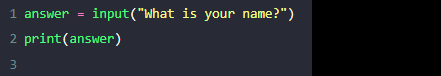 1 answer = input("What is your name?")
2 print(answer)
3